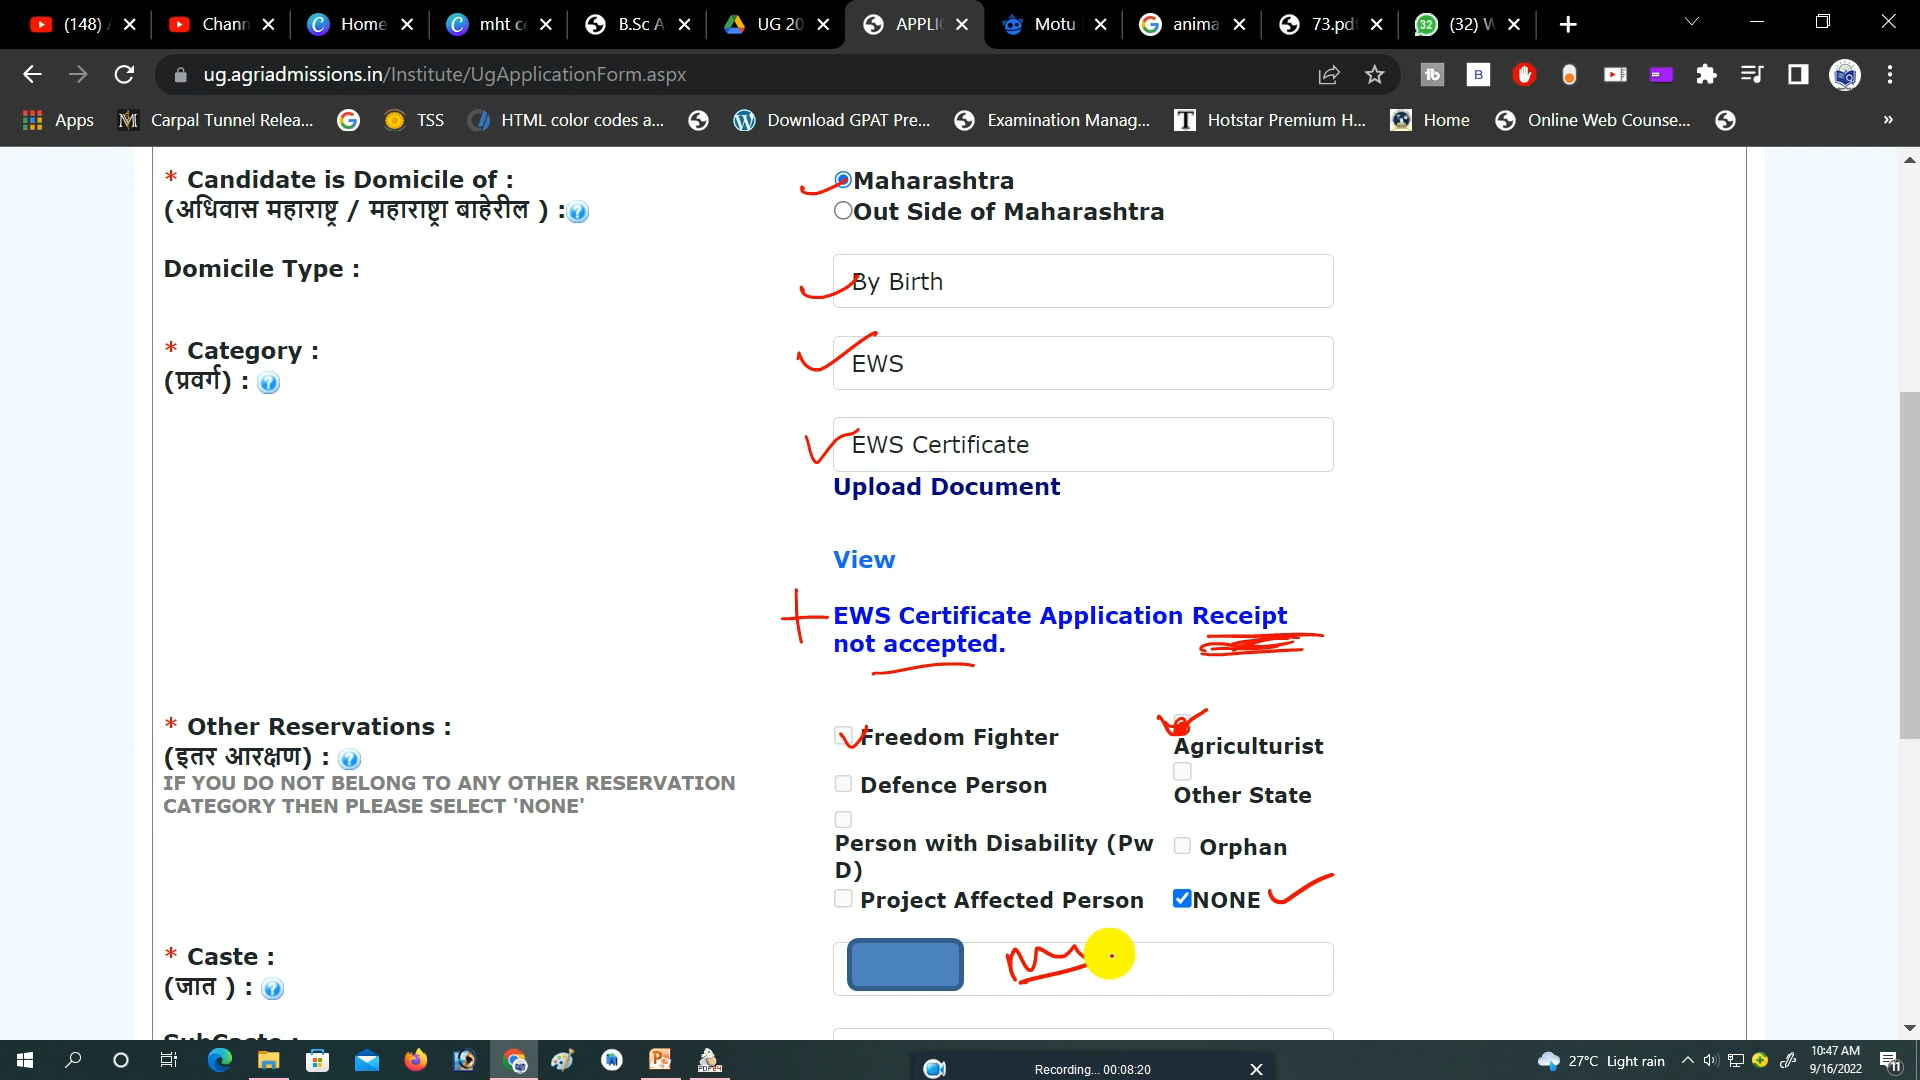 (148)
Chann
Home
mht ce
B.Sc A
UG 20
APPLI
Motu
anima
73.pdf
(32) W
ug.agriadmissions.in/Institute/UgApplicationForm.aspx
Apps
Carpal Tunnel Relea...
TSS
HTML color codes a...
Download GPAT Pre...
Examination Manag...
Hotstar Premium H...
Home
Online Web Counse...
»
* Candidate is Domicile of :
(अधिवास महाराष्ट्र / महाराष्ट्रा बाहेरील ) :
Maharashtra
Out Side of Maharashtra
Domicile Type :
By Birth
* Category :
(प्रवर्ग) :
EWS
EWS Certificate
Upload Document
View
EWS Certificate Application Receipt
not accepted.
* Other Reservations :
(इतर आरक्षण) :
IF YOU DO NOT BELONG TO ANY OTHER RESERVATION
CATEGORY THEN PLEASE SELECT 'NONE'
Freedom Fighter
Agriculturist
Defence Person
Other State
Person with Disability (Pw
D)
Orphan
Project Affected Person
NONE
* Caste :
(जात ) :
SubCaste :
Recording... 00:08:20
27°C Light rain
10:47 AM
9/16/2022
11